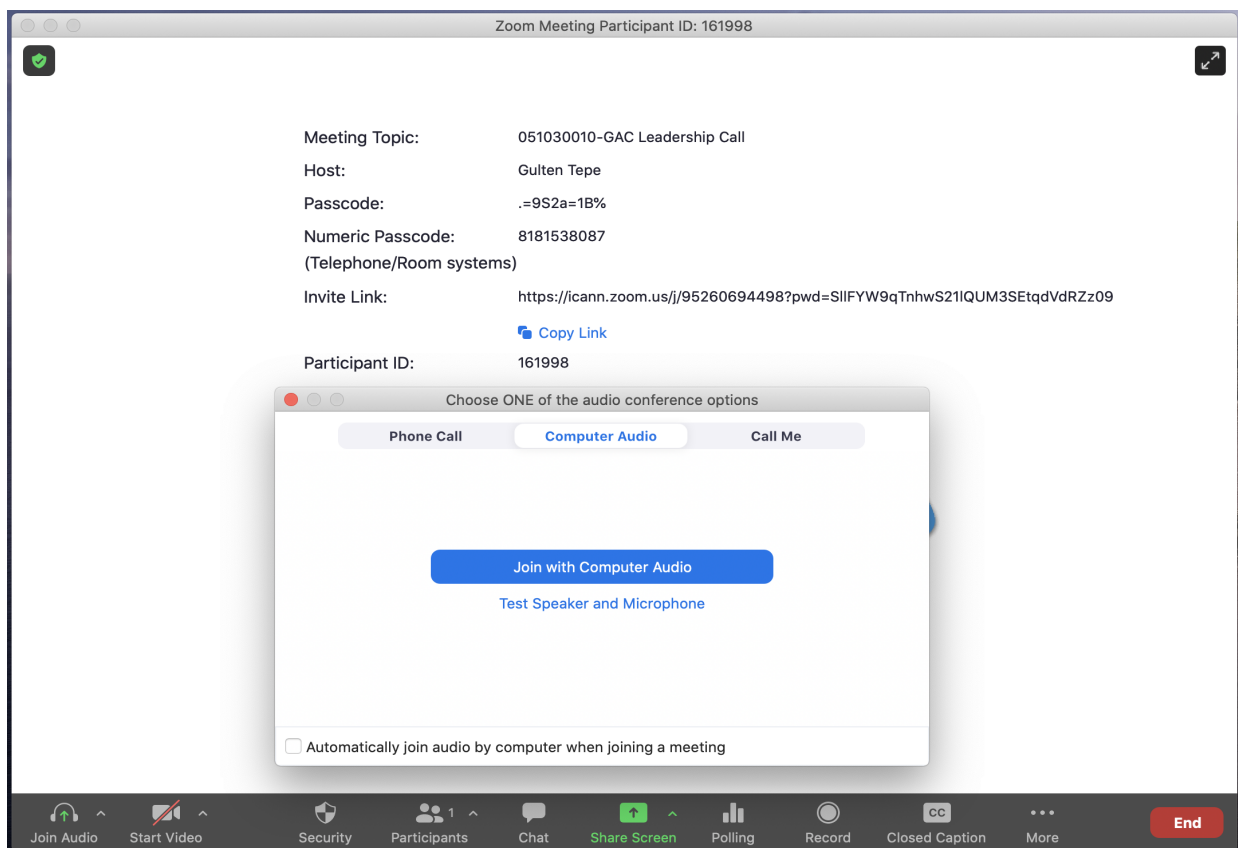 Zoom Meeting Participant ID: 161998
Meeting Topic: 051030010-GAC Leadership Call
Host: Gulten Tepe
Passcode: .=9S2a=1B%
Numeric Passcode: 8181538087
(Telephone/Room systems)
Invite Link: https://icann.zoom.us/j/95260694498?pwd=SllFYW9qTnhwS21lQUM3SEtqdVdRZz09
Copy Link
Participant ID: 161998
Choose ONE of the audio conference options
Phone Call Computer Audio Call Me
Join with Computer Audio
Test Speaker and Microphone
Automatically join audio by computer when joining a meeting
1 CC
Join Audio Start Video Security Participants Chat Share Screen Polling Record Closed Caption More End